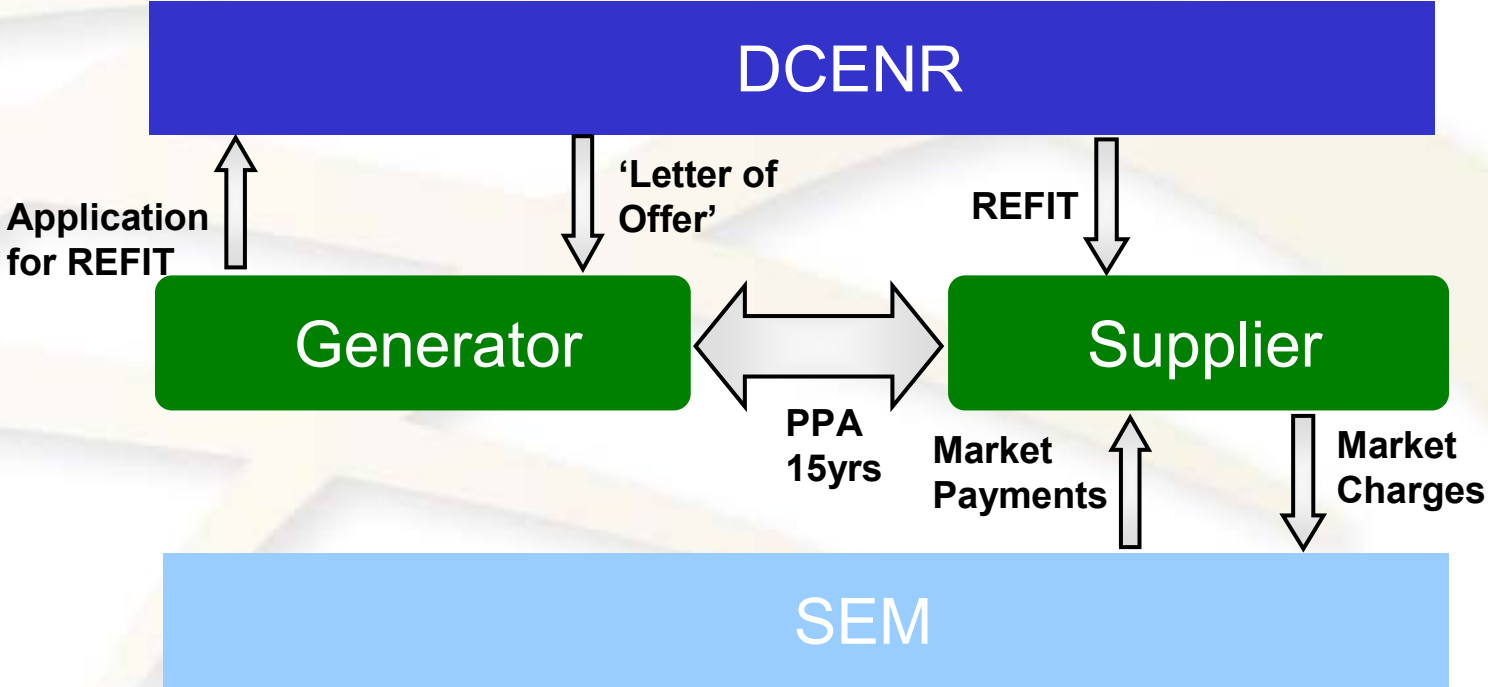 DCENR
Application
for REFIT
‘Letter of
Offer’
REFIT
Generator
Supplier
PPA
15yrs
Market
Payments
Market
Charges
SEM